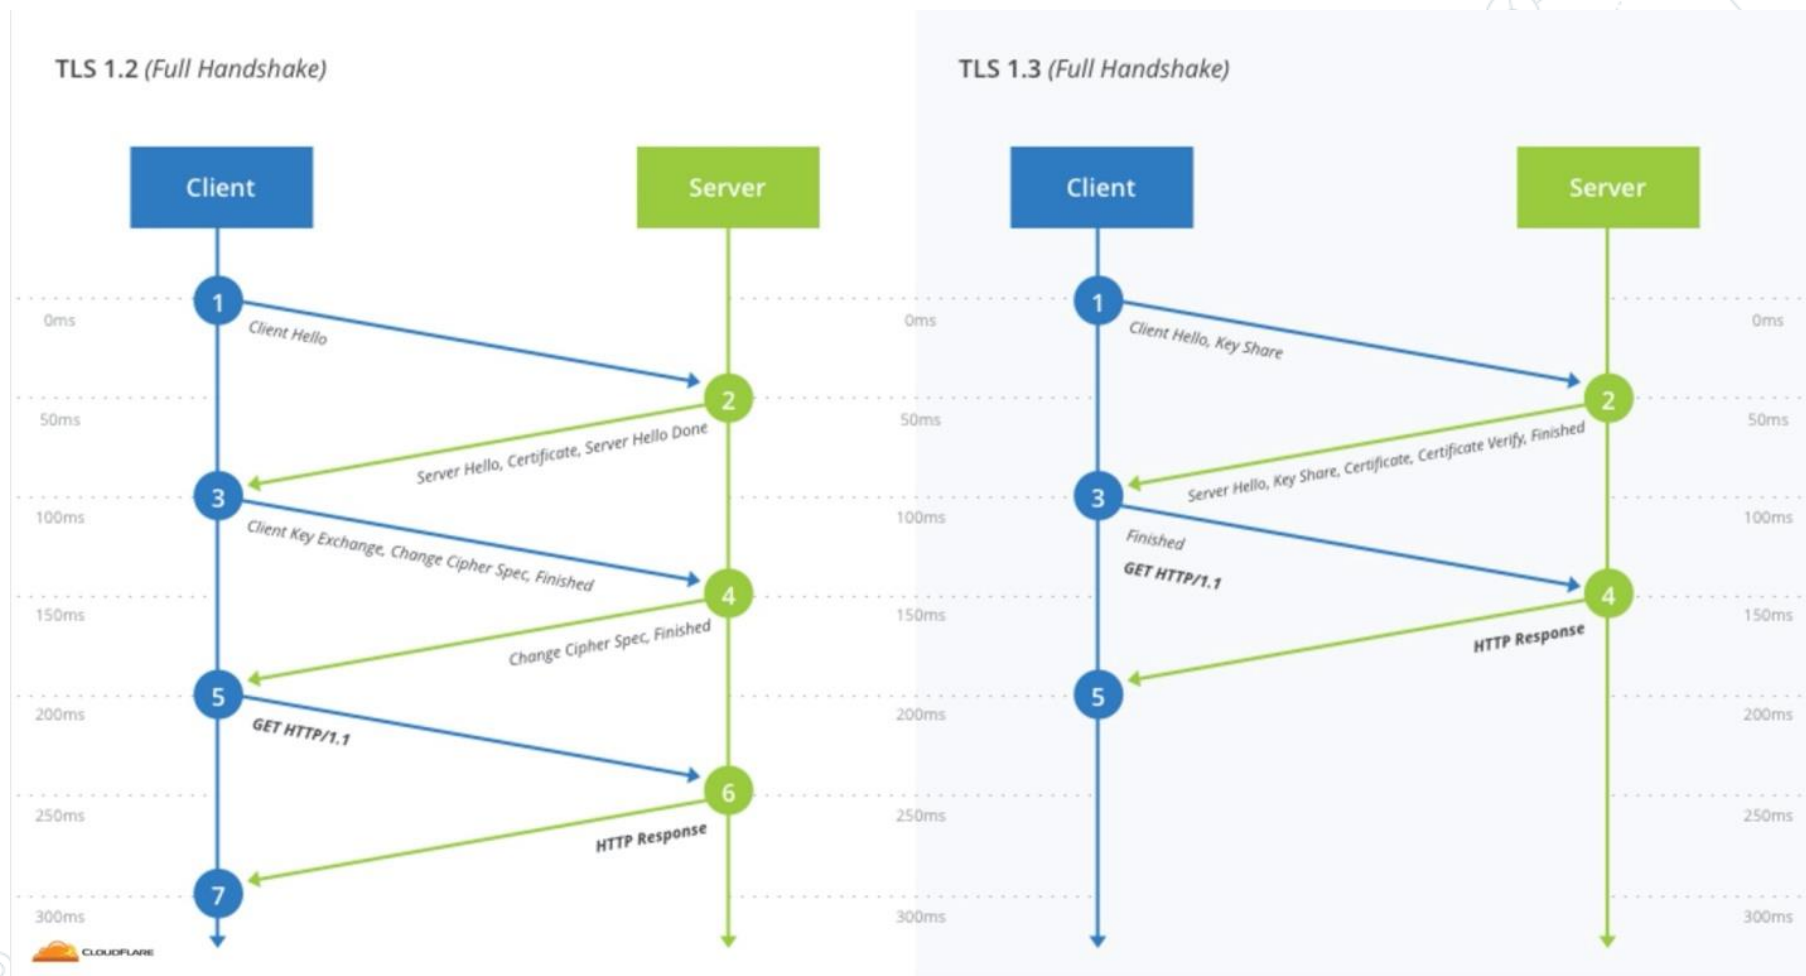 TLS 1.2 (Full Handshake)
Client
Server
1
Client Hello
0ms
2
50ms
Server Hello, Certificate, Server Hello Done
3
100ms
Client Key Exchange, Change Cipher Spec, Finished
4
150ms
Change Cipher Spec, Finished
5
200ms
GET HTTP/1.1
6
250ms
HTTP Response
7
300ms
CLOUDFLARE
TLS 1.3 (Full Handshake)
Client
Server
1
0ms
0ms
Client Hello, Key Share
2
50ms
50ms
Server Hello, Key Share, Certificate, Certificate Verify, Finished
3
100ms
100ms
Finished
GET HTTP/1.1
4
150ms
150ms
HTTP Response
5
200ms
200ms
250ms
250ms
300ms
300ms